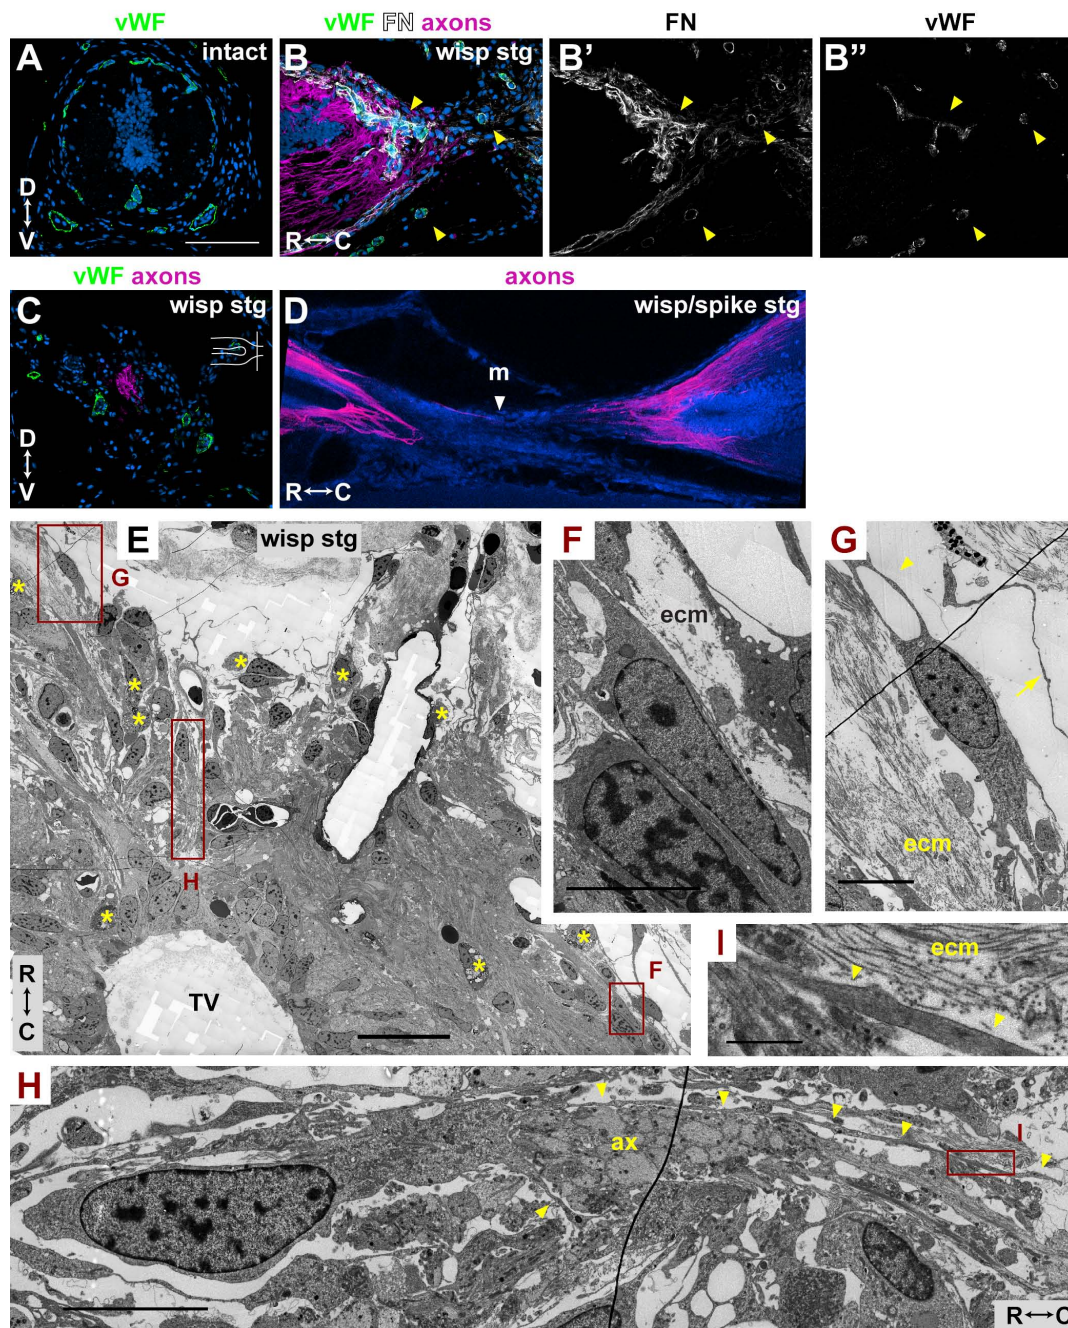 vWF
vWF FN axons
FN
vWF
A
intact
D
V
B
wisp stg
R C
B’
B’’
vWF axons
axons
C
wisp stg
D
V
D
wisp/spike stg
m
R C
E
wisp stg
*
G
*
*
*
*
*
*
H
*
*
*
F
TV
R
C
F
ecm
G
ecm
I
ecm
H
ax
I
R C